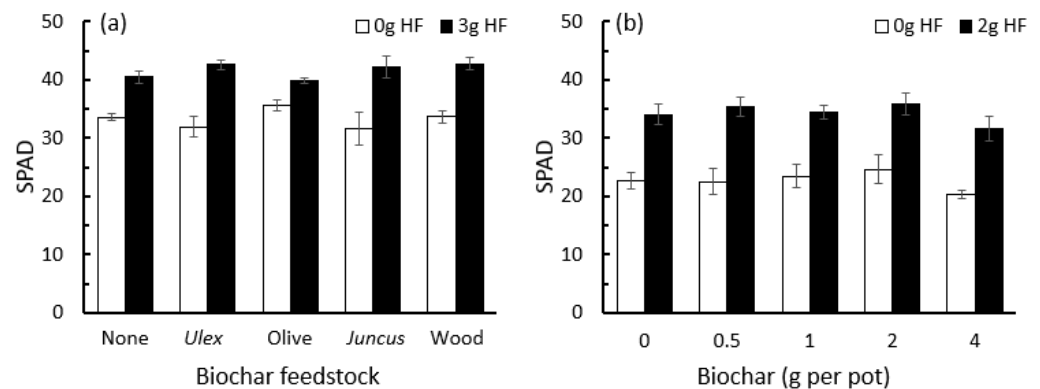 (a)
0g HF
3g HF
SPAD
50
40
30
20
10
0
None Ulex Olive Juncus Wood
Biochar feedstock
(b)
0g HF
2g HF
SPAD
50
40
30
20
10
0
0 0.5 1 2 4
Biochar (g per pot)